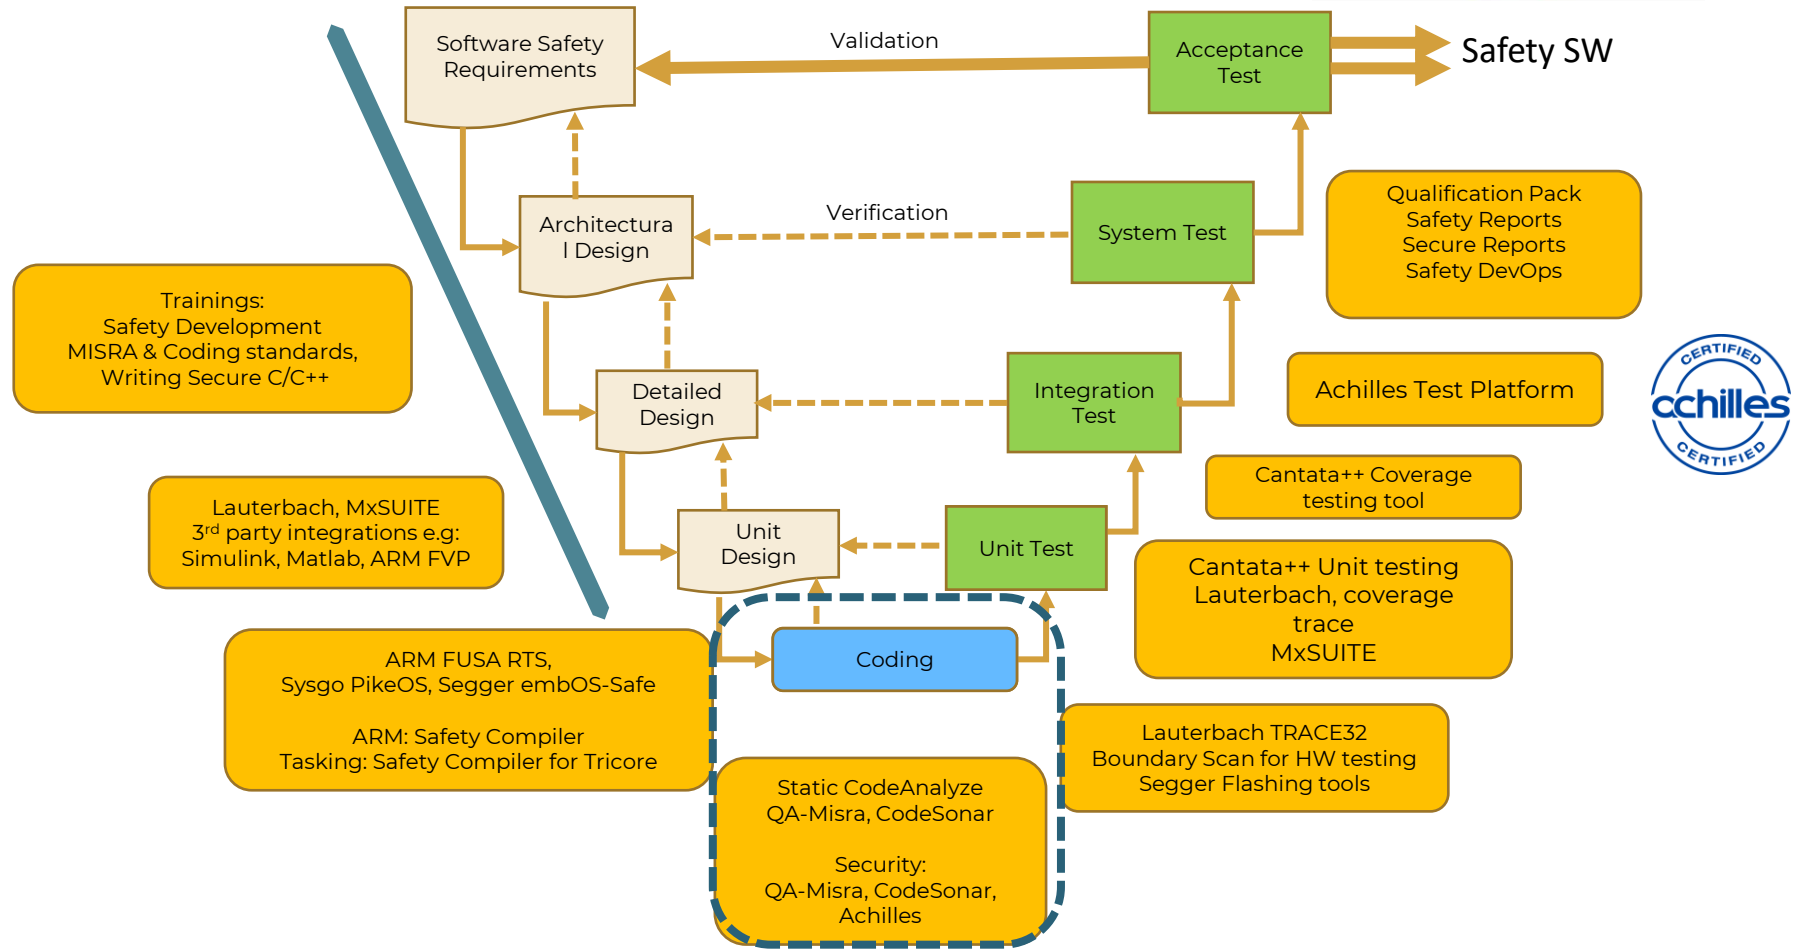 Software Safety
Requirements
Validation
Acceptance
Test
Safety SW
Architectura
l Design
Verification
System Test
Qualification Pack
Safety Reports
Secure Reports
Safety DevOps
Trainings:
Safety Development
MISRA & Coding standards,
Writing Secure C/C++
Detailed
Design
Integration
Test
Achilles Test Platform
CERTIFIED
achilles
CERTIFIED
Cantata++ Coverage
testing tool
Lauterbach, MxSUITE
3rd party integrations e.g:
Simulink, Matlab, ARM FVP
Unit
Design
Unit Test
Cantata++ Unit testing
Lauterbach, coverage
trace
MxSUITE
ARM FUSA RTS,
Sysgo PikeOS, Segger embOS-Safe
ARM: Safety Compiler
Tasking: Safety Compiler for Tricore
Coding
Lauterbach TRACE32
Boundary Scan for HW testing
Segger Flashing tools
Static CodeAnalyze
QA-Misra, CodeSonar
Security:
QA-Misra, CodeSonar,
Achilles